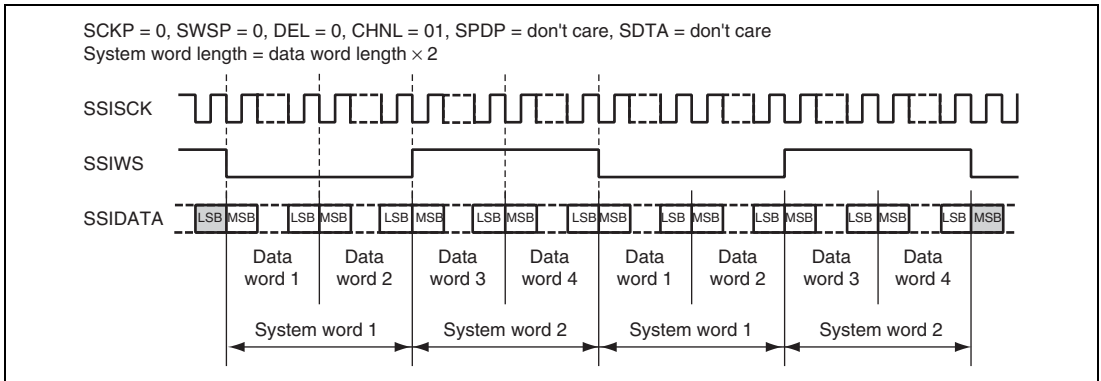 SCKP = 0, SWSP = 0, DEL = 0, CHNL = 01, SPDP = don't care, SDTA = don't care
System word length = data word length × 2
SSISCK
SSIWS
SSIDATA
LSB MSB LSB MSB LSB MSB LSB MSB LSB MSB LSB MSB LSB MSB LSB MSB LSB MSB
Data word 1 Data word 2 Data word 3 Data word 4 Data word 1 Data word 2 Data word 3 Data word 4
System word 1 System word 2 System word 1 System word 2